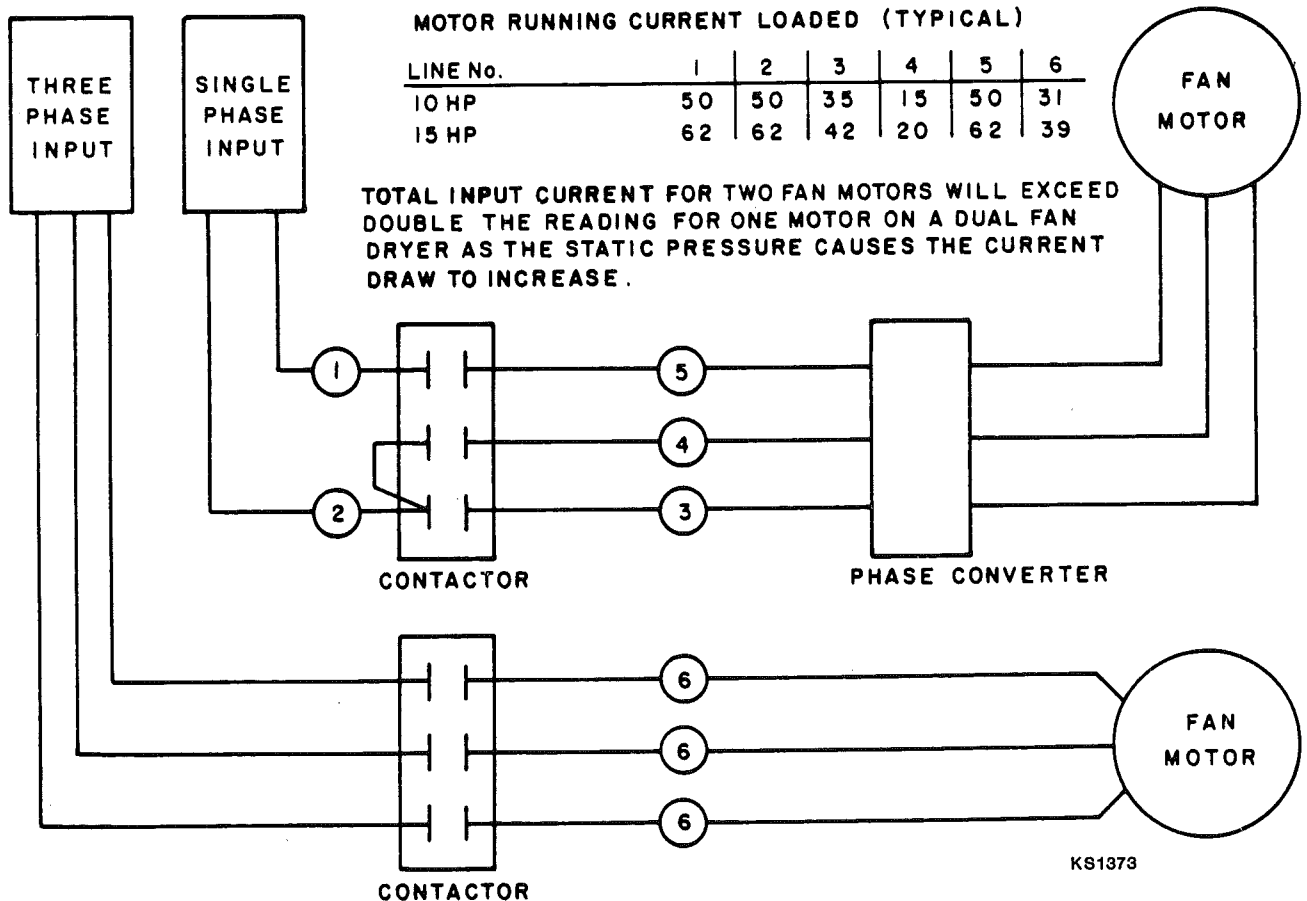 MOTOR RUNNING CURRENT LOADED (TYPICAL)
LINE No. 1 2 3 4 5 6
10 HP 50 50 35 15 50 31
15 HP 62 62 42 20 62 39
THREE
PHASE
INPUT
SINGLE
PHASE
INPUT
FAN
MOTOR
TOTAL INPUT CURRENT FOR TWO FAN MOTORS WILL EXCEED
DOUBLE THE READING FOR ONE MOTOR ON A DUAL FAN
DRYER AS THE STATIC PRESSURE CAUSES THE CURRENT
DRAW TO INCREASE.
1
5
4
2
3
CONTACTOR
PHASE CONVERTER
6
6
6
FAN
MOTOR
KS1373
CONTACTOR